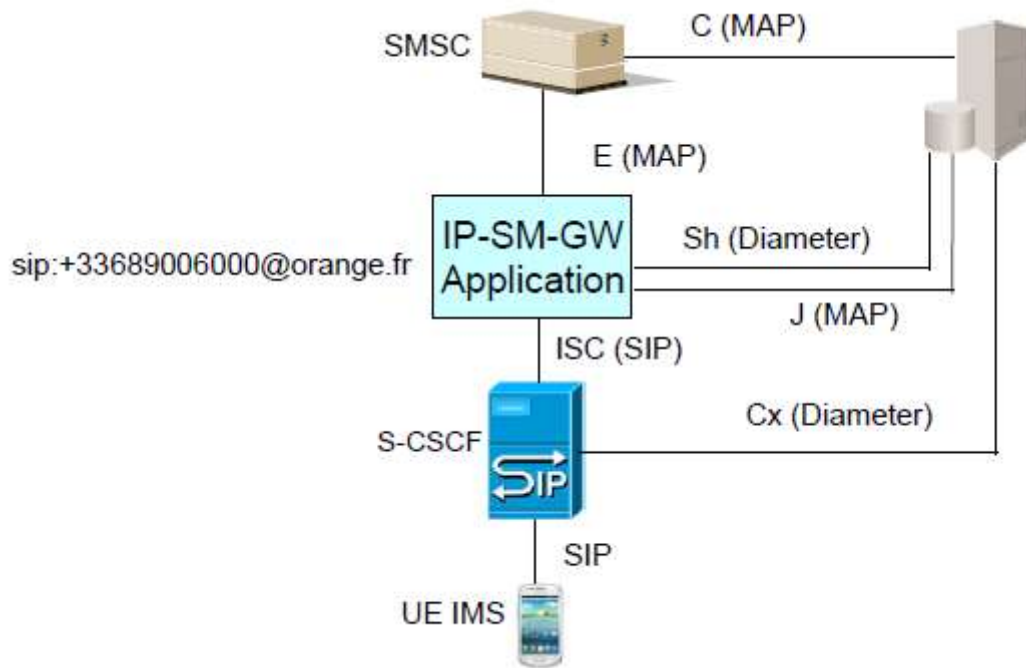 SMSC
C (MAP)
E (MAP)
IP-SM-GW
Application
sip:+33689006000@orange.fr
Sh (Diameter)
J (MAP)
ISC (SIP)
S-CSCF
Cx (Diameter)
SIP
SIP
UE IMS